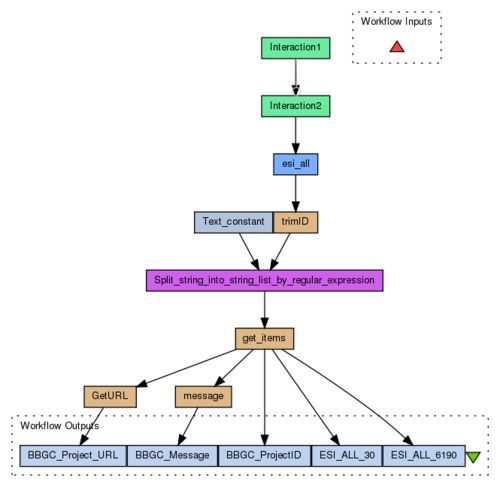 Workflow Inputs
Interaction1
Interaction2
esi_all
Text_constant
trimID
Split_string_into_string_list_by_regular_expression
get_items
GetURL
message
Workflow Outputs
BBGC_Project_URL
BBGC_Message
BBGC_ProjectID
ESI_ALL_30
ESI_ALL_6190